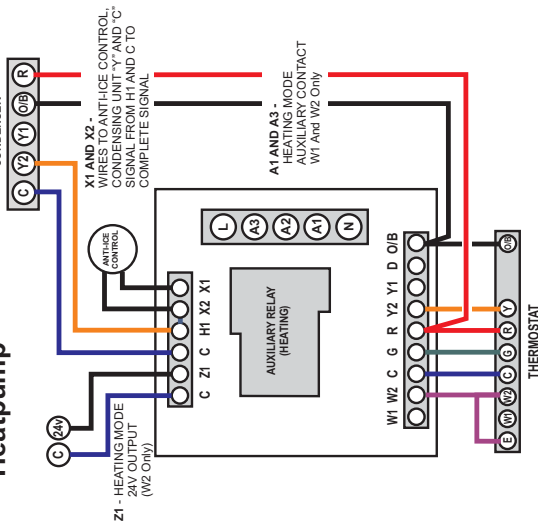 Heatpump
C Y2 Y1 O/B R
X1 AND X2 -
WIRES TO ANTI-ICE CONTROL,
CONDENSING UNIT “Y” AND “C”
SIGNAL FROM H1 AND C TO
COMPLETE SIGNAL
A1 AND A3 -
HEATING MODE
AUXILIARY CONTACT
W1 And W2 Only
ANTI-ICE
CONTROL
C 24v
Z1 - HEATING MODE
24V OUTPUT
(W2 Only)
C Z1 C H1 X2 X1
L
A3
A2
A1
N
AUXILIARY RELAY
(HEATING)
W1 W2 C G R Y2 Y1 D O/B
E W1 W2 C G R Y O/B
THERMOSTAT